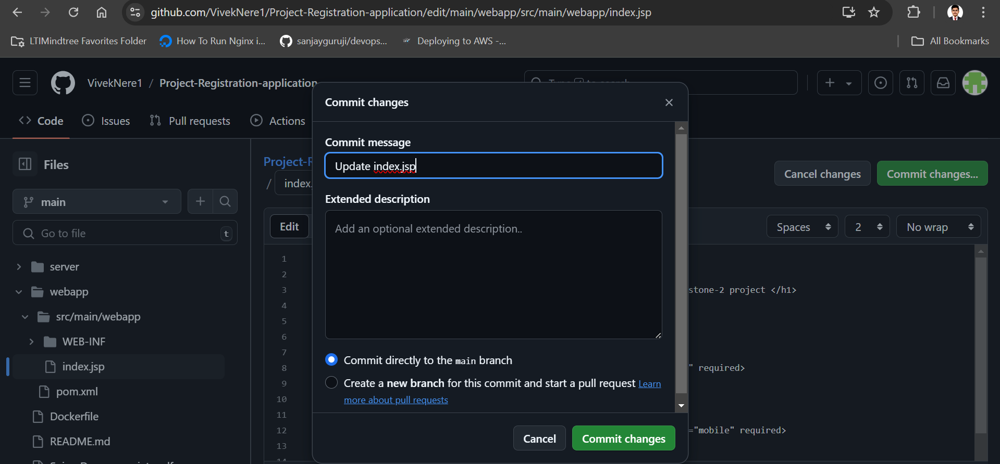 github.com/VivekNere1/Project-Registration-application/edit/main/webapp/src/main/webapp/index.jsp
LTIMindtree Favorites Folder How To Run Nginx i... sanjayguruji/devops... Deploying to AWS -... All Bookmarks
VivekNere1 / Project-Registration-application
Code Issues Pull requests Actions
Commit changes
Commit message
Update index.jsp
Extended description
Add an optional extended description..
Commit directly to the main branch
Create a new branch for this commit and start a pull request Learn
more about pull requests
Cancel Commit changes
Files
main
Go to file t
server
webapp
src/main/webapp
WEB-INF
index.jsp
pom.xml
Dockerfile
README.md
Project-R
/ index.
Cancel changes Commit changes...
Edit Spaces 2 No wrap
1
2
3 stone-2 project </h1>
4
5
6
7
8 " required>
9
10
11
12 ="mobile" required>
13
14